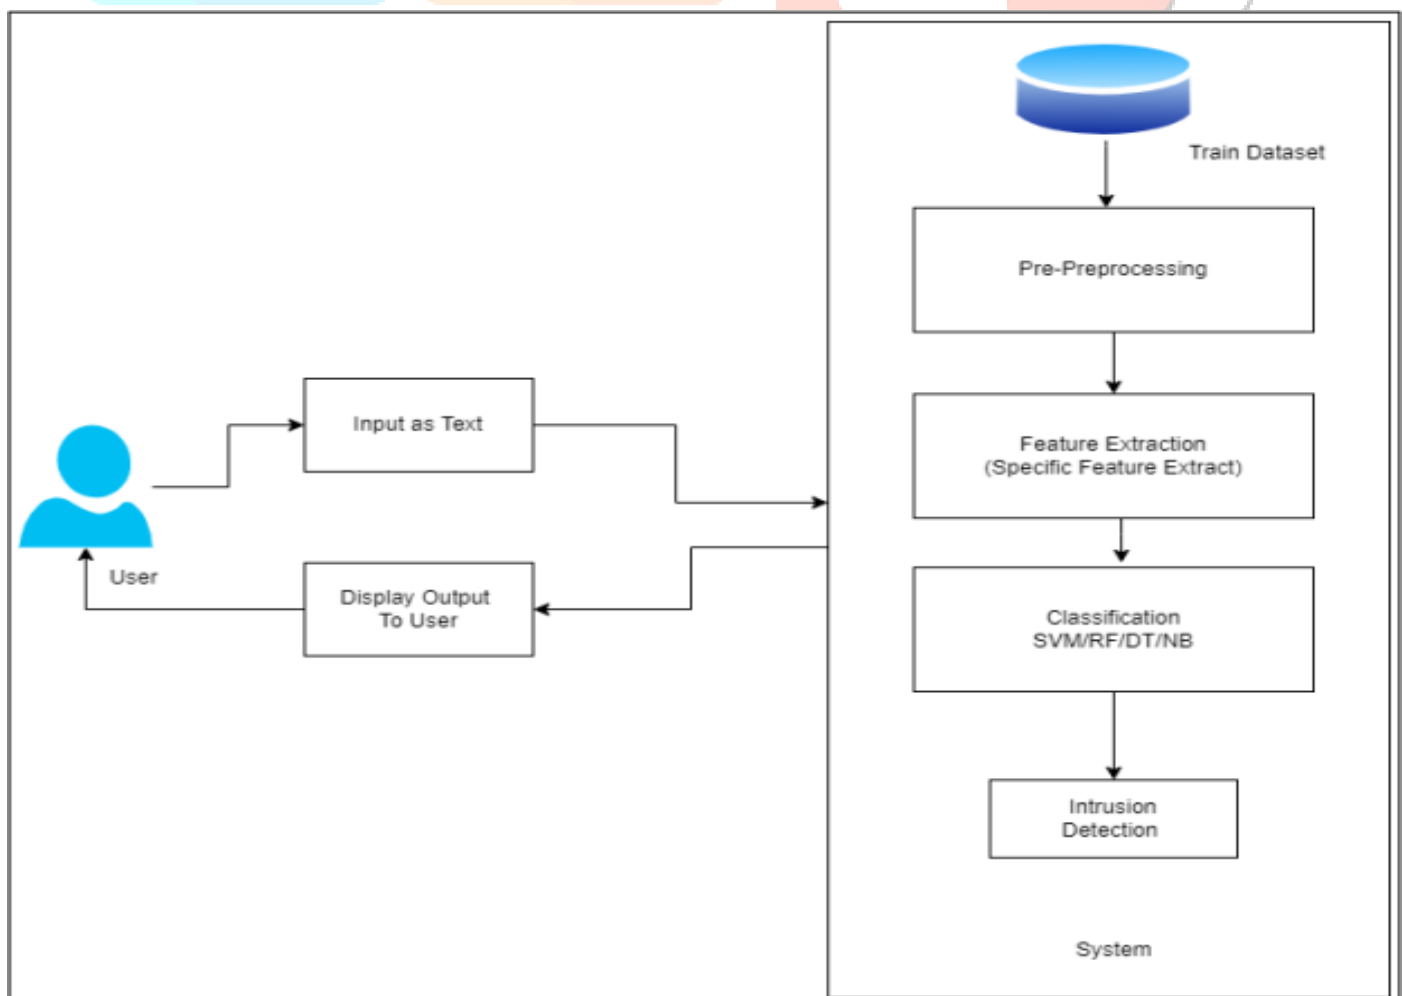 Train Dataset
Pre-Preprocessing
Input as Text
Feature Extraction
(Specific Feature Extract)
User
Display Output
To User
Classification
SVM/RF/DT/NB
Intrusion
Detection
System